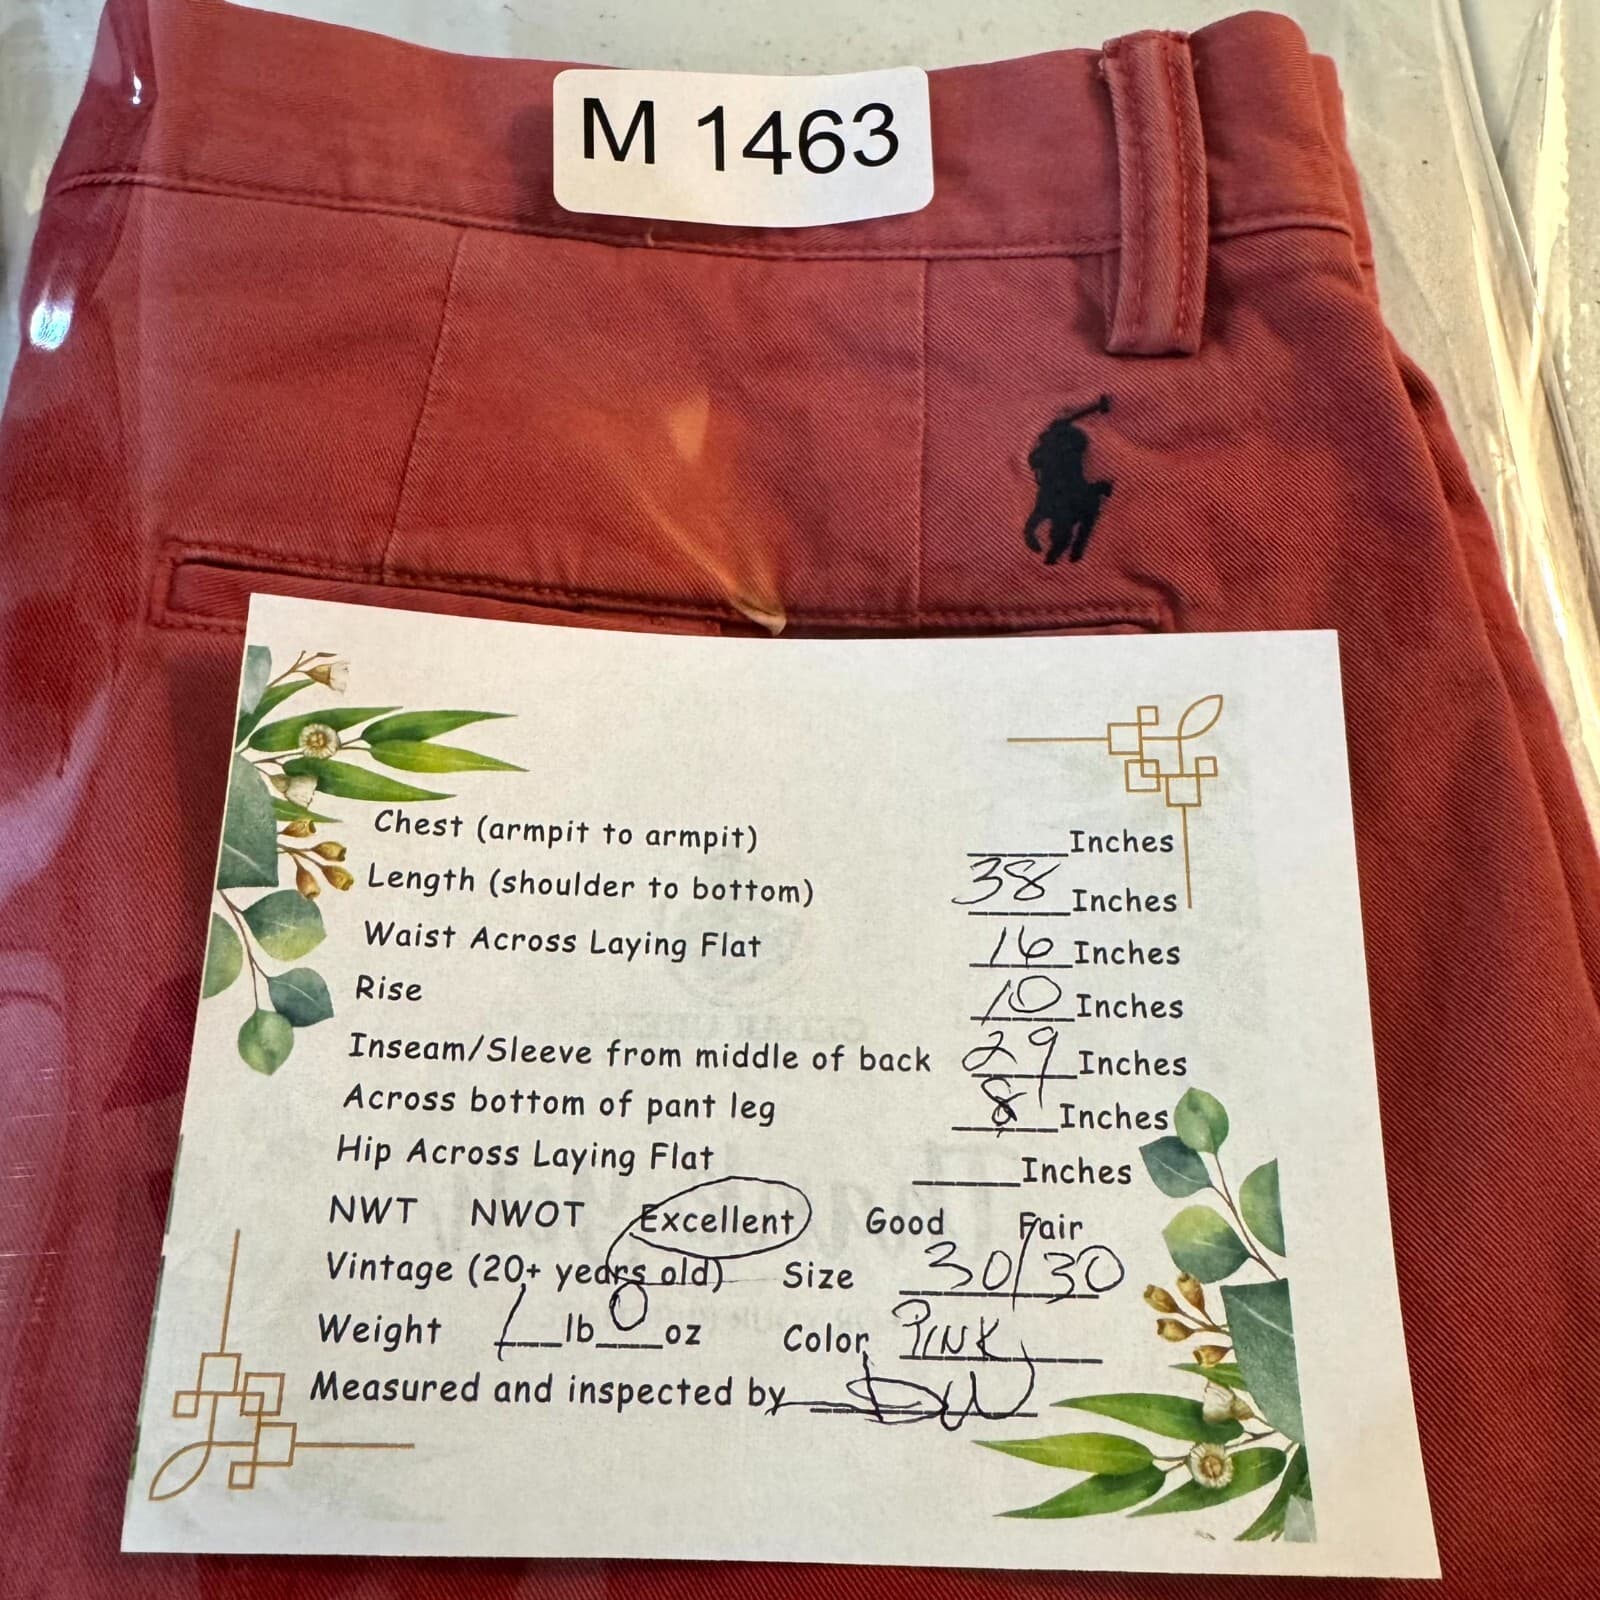 M 1463
Chest (armpit to armpit) ____Inches
Length (shoulder to bottom) 38 Inches
Waist Across Laying Flat 16 Inches
Rise 10 Inches
Inseam/Sleeve from middle of back 29 Inches
Across bottom of pant leg 8 Inches
Hip Across Laying Flat ____Inches
NWT NWOT Excellent Good Fair
Vintage (20+ years old) Size 30/30
Weight 1 lb 0 oz Color PINK
Measured and inspected by DW